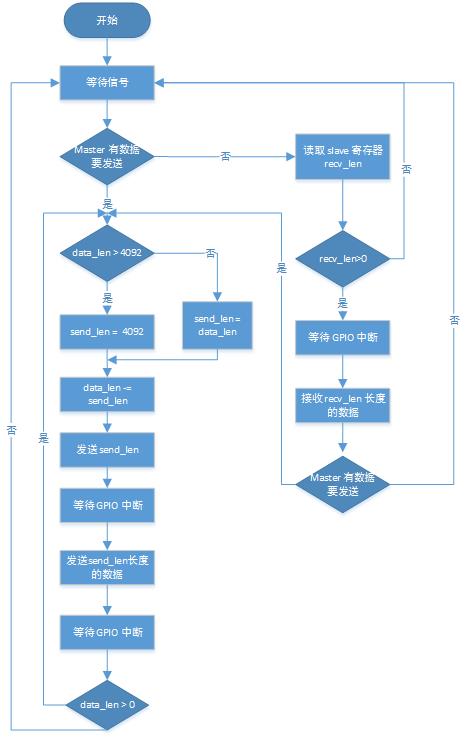 开始
等待信号
Master 有数据
要发送
否
读取 slave 寄存器
recv_len
否
是
data_len > 4092
否
recv_len>0
是
是
是
否
send_len = 4092
send_len=
data_len
等待 GPIO 中断
data_len -=
send_len
接收recv_len 长度
的数据
否
是
发送send_len
Master 有数据
要发送
等待GPIO 中断
发送send_len长度
的数据
等待GPIO 中断
data_len > 0